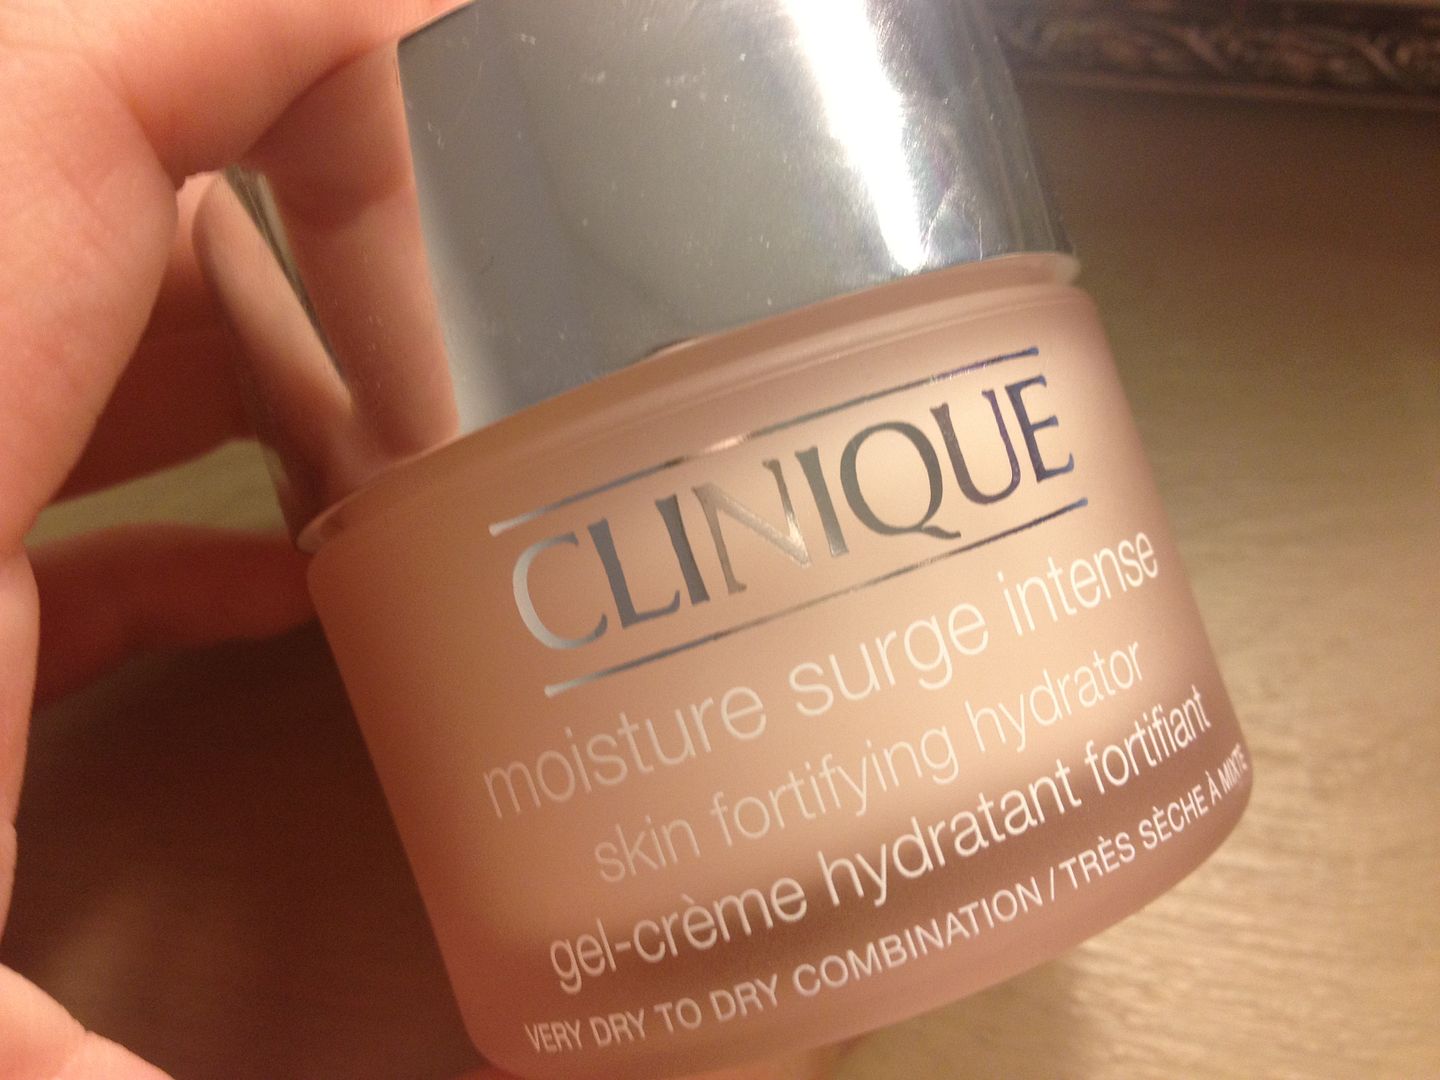 CLINIQUE
moisture surge intense
skin fortifying hydrator
gel-crème hydratant fortifiant
VERY DRY TO DRY COMBINATION / TRÈS SÈCHE À MIXTE